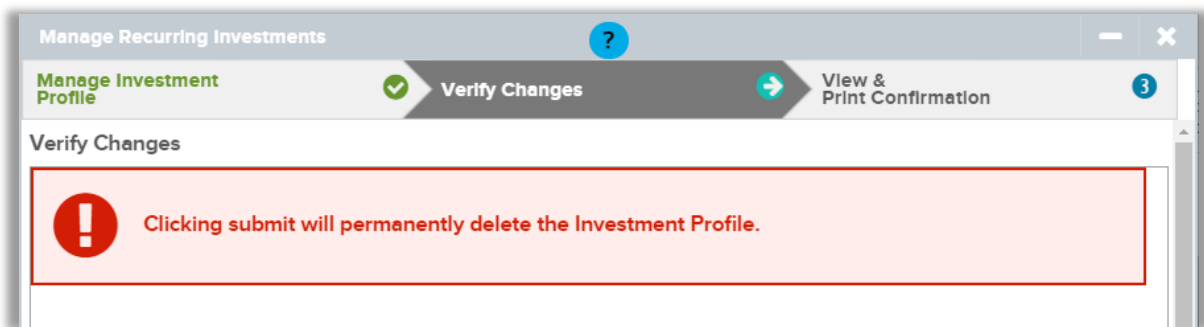 Manage Recurring Investments
?
Manage Investment
Profile
Verify Changes
View &
Print Confirmation
3
Verify Changes
!
Clicking submit will permanently delete the Investment Profile.